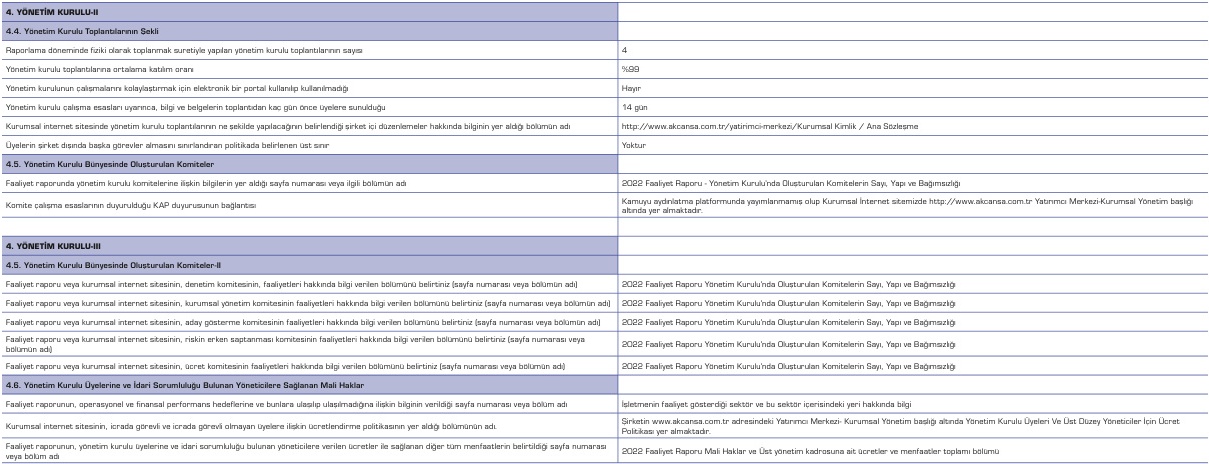 4. YÖNETİM KURULU-II
4.4. Yönetim Kurulu Toplantılarının Şekli
Raporlama döneminde fiziki olarak toplanmak suretiyle yapılan yönetim kurulu toplantılarının sayısı
4
Yönetim kurulu toplantılarına ortalama katılım oranı
%99
Yönetim kurulunun çalışmalarını kolaylaştırmak için elektronik bir portal kullanılıp kullanılmadığı
Hayır
Yönetim kurulu çalışma esasları uyarınca, bilgi ve belgelerin toplantıdan kaç gün önce üyelere sunulduğu
14 gün
Kurumsal internet sitesinde yönetim kurulu toplantılarının ne şekilde yapılacağının belirlendiği şirket içi düzenlemeler hakkında bilginin yer aldığı bölümün adı
http://www.akcansa.com.tr/yatirimci-merkezi/Kurumsal Kimlik / Ana Sözleşme
Üyelerin şirket dışında başka görevler almasını sınırlandıran politikada belirlenen üst sınır
Yoktur
4.5. Yönetim Kurulu Bünyesinde Oluşturulan Komiteler
Faaliyet raporunda yönetim kurulu komitelerine ilişkin bilgilerin yer aldığı sayfa numarası veya ilgili bölümün adı
2022 Faaliyet Raporu - Yönetim Kurulu'nda Oluşturulan Komitelerin Sayı, Yapı ve Bağımsızlığı
Komite çalışma esaslarının duyurulduğu KAP duyurusunun bağlantısı
Kamuyu aydınlatma platformunda yayımlanmamış olup Kurumsal İnternet sitemizde http://www.akcansa.com.tr Yatırımcı Merkezi-Kurumsal Yönetim başlığı
altında yer almaktadır.
4. YÖNETİM KURULU-III
4.5. Yönetim Kurulu Bünyesinde Oluşturulan Komiteler-II
Faaliyet raporu veya kurumsal internet sitesinin, denetim komitesinin, faaliyetleri hakkında bilgi verilen bölümünü belirtiniz (sayfa numarası veya bölümün adı)
2022 Faaliyet Raporu Yönetim Kurulu'nda Oluşturulan Komitelerin Sayı, Yapı ve Bağımsızlığı
Faaliyet raporu veya kurumsal internet sitesinin, kurumsal yönetim komitesinin faaliyetleri hakkında bilgi verilen bölümünü belirtiniz (sayfa numarası veya bölümün adı)
2022 Faaliyet Raporu Yönetim Kurulu'nda Oluşturulan Komitelerin Sayı, Yapı ve Bağımsızlığı
Faaliyet raporu veya kurumsal internet sitesinin, aday gösterme komitesinin faaliyetleri hakkında bilgi verilen bölümünü belirtiniz (sayfa numarası veya bölümün adı)
2022 Faaliyet Raporu Yönetim Kurulu'nda Oluşturulan Komitelerin Sayı, Yapı ve Bağımsızlığı
Faaliyet raporu veya kurumsal internet sitesinin, riskin erken saptanması komitesinin faaliyetleri hakkında bilgi verilen bölümünü belirtiniz (sayfa numarası veya
bölümün adı)
2022 Faaliyet Raporu Yönetim Kurulu'nda Oluşturulan Komitelerin Sayı, Yapı ve Bağımsızlığı
Faaliyet raporu veya kurumsal internet sitesinin, ücret komitesinin faaliyetleri hakkında bilgi verilen bölümünü belirtiniz (sayfa numarası veya bölümün adı)
2022 Faaliyet Raporu Yönetim Kurulu'nda Oluşturulan Komitelerin Sayı, Yapı ve Bağımsızlığı
4.6. Yönetim Kurulu Üyelerine ve İdari Sorumluluğu Bulunan Yöneticilere Sağlanan Mali Haklar
Faaliyet raporunun, operasyonel ve finansal performans hedeflerine ve bunlara ulaşılıp ulaşılmadığına ilişkin bilginin verildiği sayfa numarası veya bölüm adı
İşletmenin faaliyet gösterdiği sektör ve bu sektör içerisindeki yeri hakkında bilgi
Kurumsal internet sitesinin, icrada görevli ve icrada görevli olmayan üyelere ilişkin ücretlendirme politikasının yer aldığı bölümünün adı.
Şirketin www.akcansa.com.tr adresindeki Yatırımcı Merkezi- Kurumsal Yönetim başlığı altında Yönetim Kurulu Üyeleri Ve Üst Düzey Yöneticiler İçin Ücret
Politikası yer almaktadır.
Faaliyet raporunun, yönetim kurulu üyelerine ve idari sorumluluğu bulunan yöneticilere verilen ücretler ile sağlanan diğer tüm menfaatlerin belirtildiği sayfa numarası
veya bölüm adı
2022 Faaliyet Raporu Mali Haklar ve Üst yönetim kadrosuna ait ücretler ve menfaatler toplamı bölümü